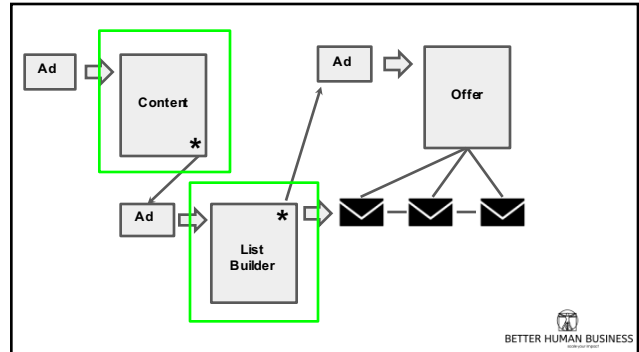 Ad
Content
*
Ad
List
Builder
*
Ad
Offer
BETTER HUMAN BUSINESS